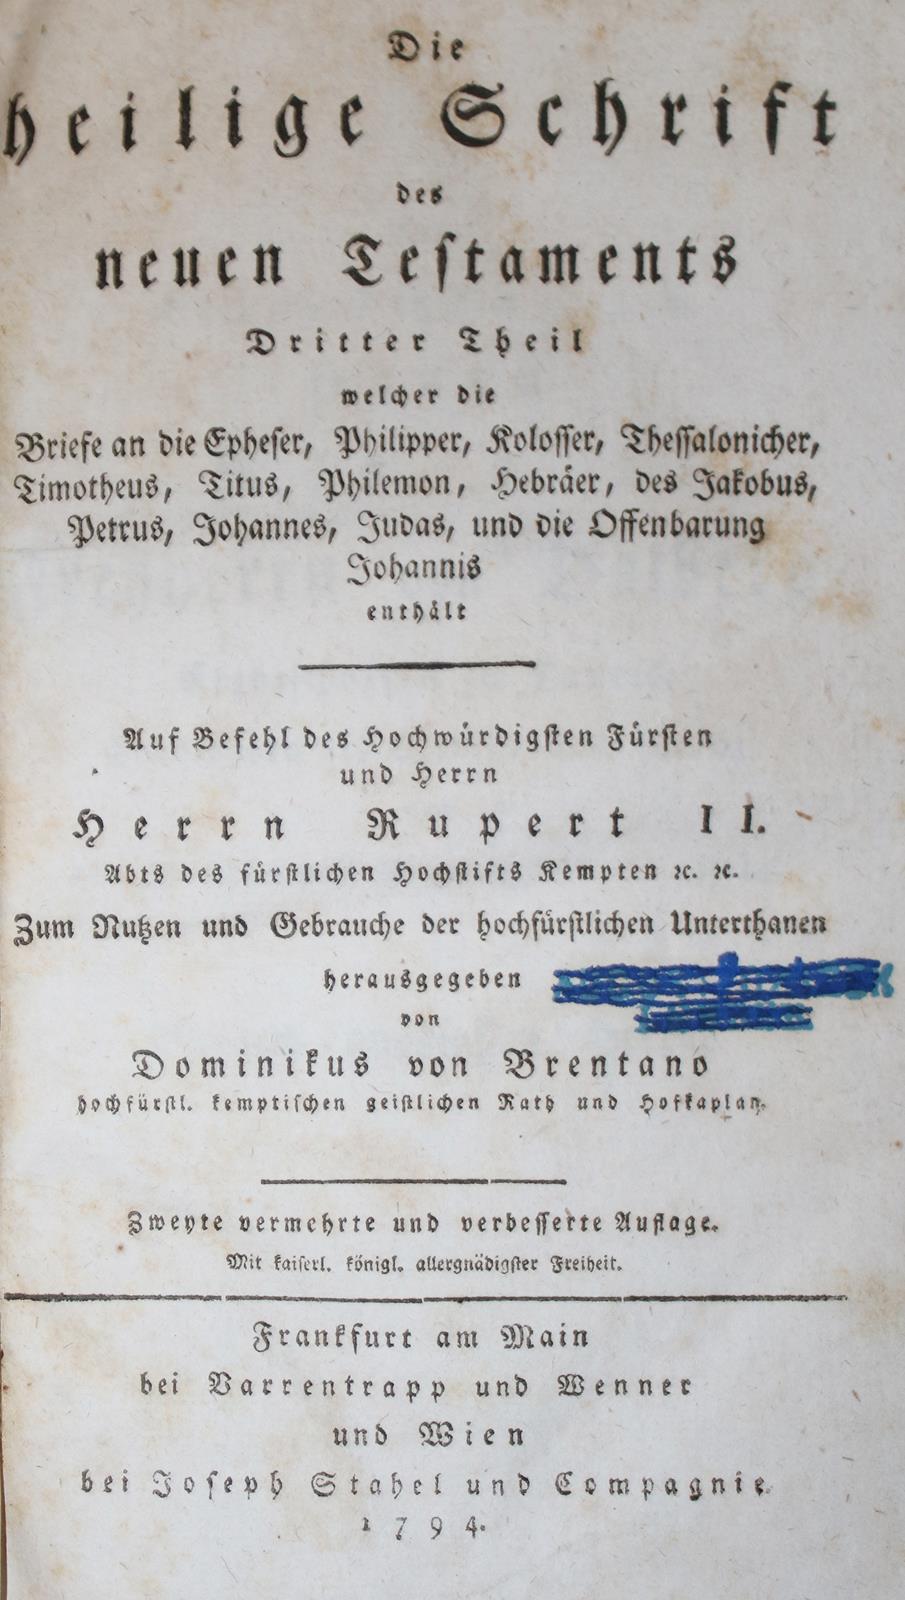 Die
heilige Schrift
des
neuen Testaments
Dritter Theil
welcher die
Briefe an die Epheser, Philipper, Kolosser, Thessalonicher,
Timotheus, Titus, Philemon, Hebräer, des Jakobus,
Petrus, Johannes, Judas, und die Offenbarung
Johannis
enthält
Auf Befehl des Hochwürdigsten Fürsten
und Herrn
Herrn Rupert II.
Abts des fürstlichen Hochstifts Kempten ꝛc. ꝛc.
Zum Nutzen und Gebrauche der hochfürstlichen Unterthanen
herausgegeben
von
Dominikus von Brentano
hochfürstl. kemptischen geistlichen Rath und Hofkaplan.
Zweyte vermehrte und verbesserte Auflage.
Mit kaiserl. königl. allergnädigster Freiheit.
Frankfurt am Main
bei Varrentrapp und Wenner
und Wien
bei Joseph Stahel und Compagnie.
1794.